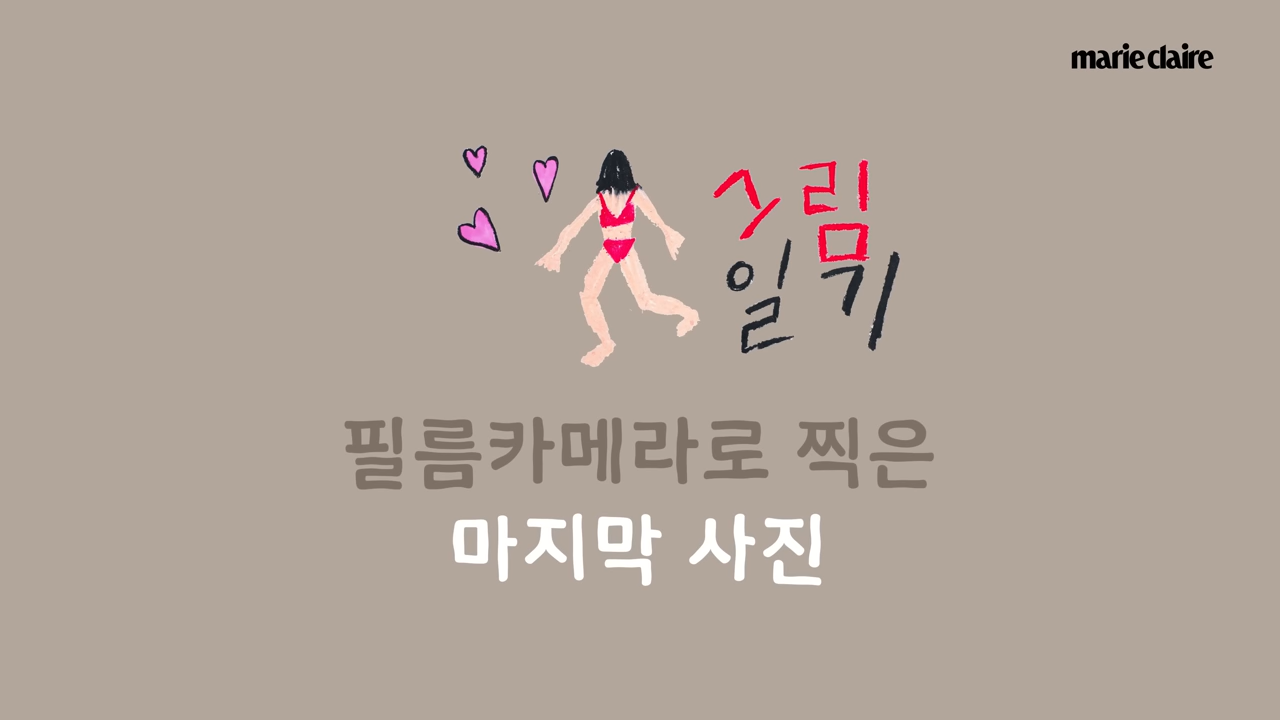 marie claire
그림
일기
필름카메라로 찍은
마지막 사진